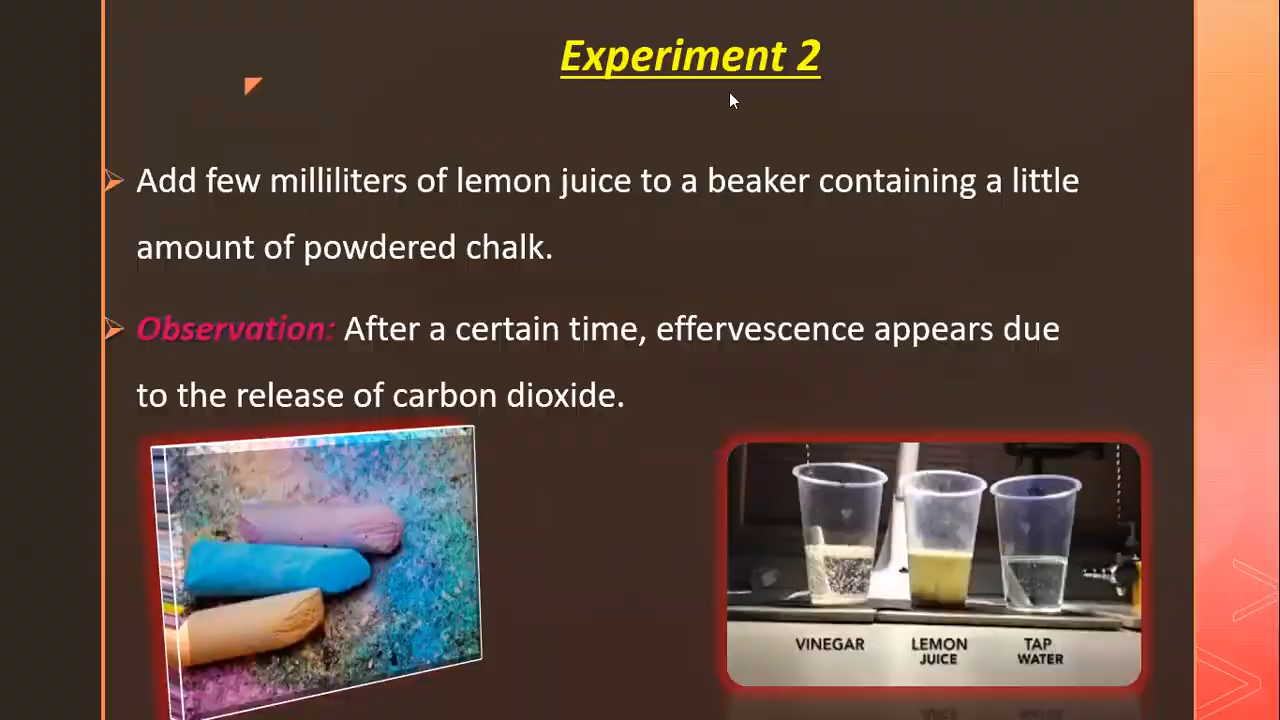 Experiment 2
Add few milliliters of lemon juice to a beaker containing a little
amount of powdered chalk.
Observation: After a certain time, effervescence appears due
to the release of carbon dioxide.
VINEGAR
LEMON
JUICE
TAP
WATER